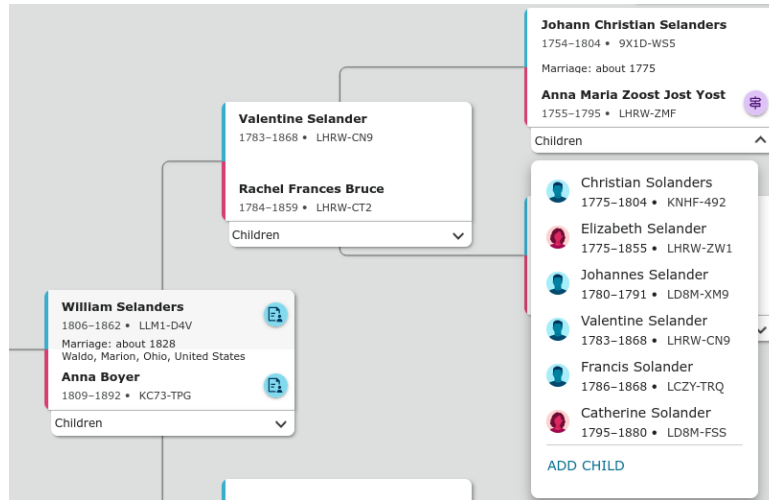 Johann Christian Selanders
1754–1804 • 9X1D-WS5
Marriage: about 1775
Anna Maria Zoost Jost Yost
1755–1795 • LHRW-ZMF
Children
Christian Solanders
1775–1804 • KNHF-492
Elizabeth Selander
1775–1855 • LHRW-ZW1
Johannes Selander
1780–1791 • LD8M-XM9
Valentine Selander
1783–1868 • LHRW-CN9
Francis Solander
1786–1868 • LCZY-TRQ
Catherine Solander
1795–1880 • LD8M-FSS
ADD CHILD
Valentine Selander
1783–1868 • LHRW-CN9
Rachel Frances Bruce
1784–1859 • LHRW-CT2
Children
William Selanders
1806–1862 • LLM1-D4V
Marriage: about 1828
Waldo, Marion, Ohio, United States
Anna Boyer
1809–1892 • KC73-TPG
Children